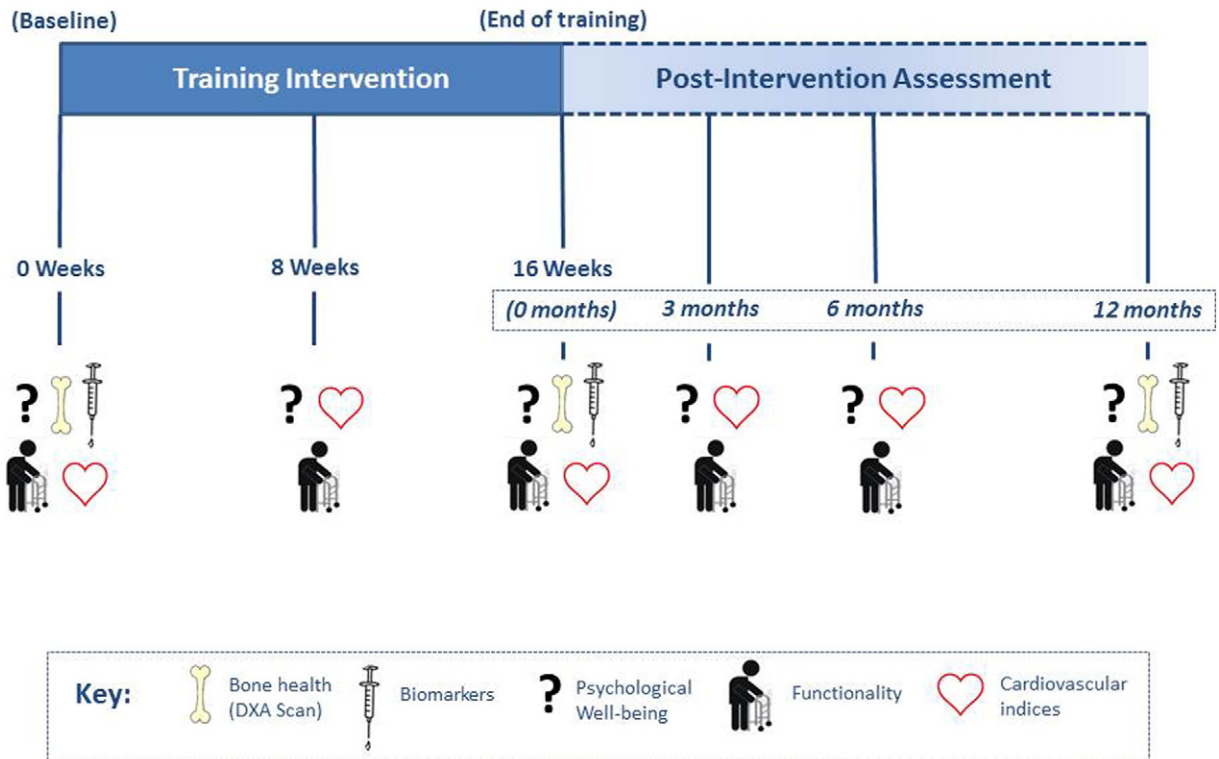 (Baseline)
(End of training)
Training Intervention
Post-Intervention Assessment
0 Weeks
8 Weeks
16 Weeks
(0 months)
3 months
6 months
12 months
?
?
?
?
?
?
Key:
Bone health
(DXA Scan)
Biomarkers
?
Psychological
Well-being
Functionality
Cardiovascular
indices